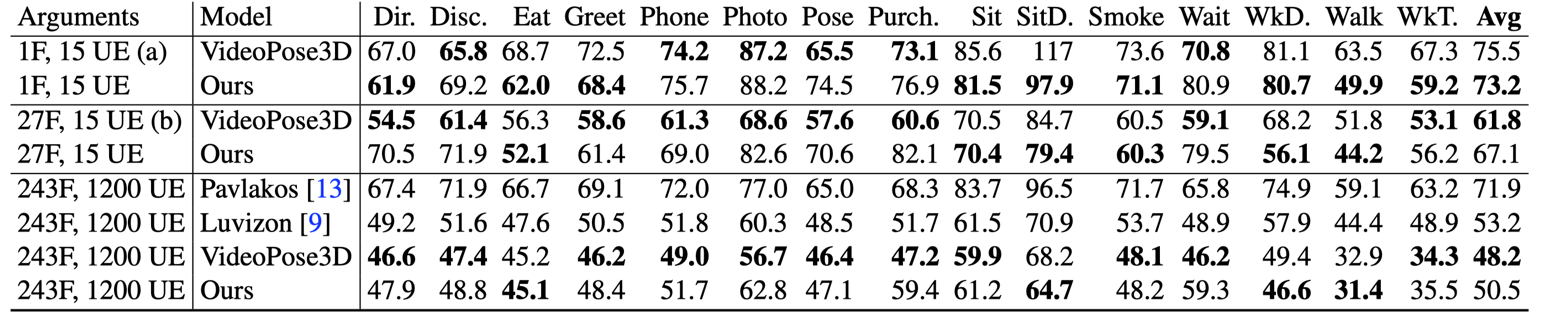 Arguments Model Dir. Disc. Eat Greet Phone Photo Pose Purch. Sit SitD. Smoke Wait WkD. Walk WkT. Avg
1F, 15 UE (a) VideoPose3D 67.0 65.8 68.7 72.5 74.2 87.2 65.5 73.1 85.6 117 73.6 70.8 81.1 63.5 67.3 75.5
1F, 15 UE Ours 61.9 69.2 62.0 68.4 75.7 88.2 74.5 76.9 81.5 97.9 71.1 80.9 80.7 49.9 59.2 73.2
27F, 15 UE (b) VideoPose3D 54.5 61.4 56.3 58.6 61.3 68.6 57.6 60.6 70.5 84.7 60.5 59.1 68.2 51.8 53.1 61.8
27F, 15 UE Ours 70.5 71.9 52.1 61.4 69.0 82.6 70.6 82.1 70.4 79.4 60.3 79.5 56.1 44.2 56.2 67.1
243F, 1200 UE Pavlakos [13] 67.4 71.9 66.7 69.1 72.0 77.0 65.0 68.3 83.7 96.5 71.7 65.8 74.9 59.1 63.2 71.9
243F, 1200 UE Luvizon [9] 49.2 51.6 47.6 50.5 51.8 60.3 48.5 51.7 61.5 70.9 53.7 48.9 57.9 44.4 48.9 53.2
243F, 1200 UE VideoPose3D 46.6 47.4 45.2 46.2 49.0 56.7 46.4 47.2 59.9 68.2 48.1 46.2 49.4 32.9 34.3 48.2
243F, 1200 UE Ours 47.9 48.8 45.1 48.4 51.7 62.8 47.1 59.4 61.2 64.7 48.2 59.3 46.6 31.4 35.5 50.5